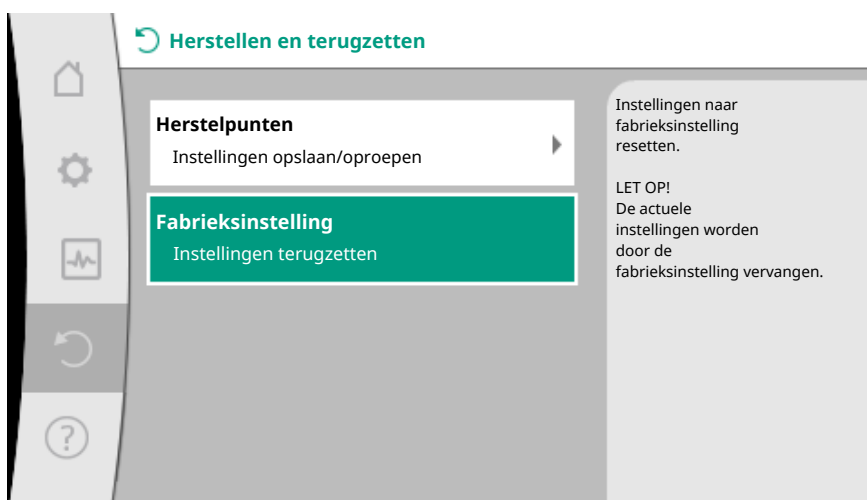 Herstellen en terugzetten
Herstelpunten
Instellingen opslaan/oproepen
Fabrieksinstelling
Instellingen terugzetten
Instellingen naar
fabrieksinstelling
resetten.
LET OP!
De actuele
instellingen worden
door de
fabrieksinstelling vervangen.